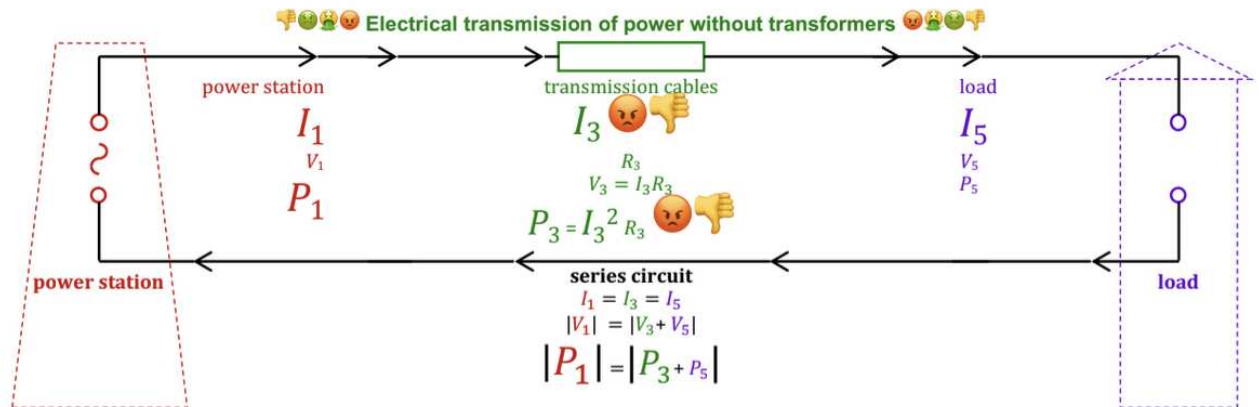 👎🤢🤮😡 Electrical transmission of power without transformers 😡🤮🤢👎
power station
I₁
V₁
P₁
transmission cables
I₃ 😡👎
R₃
V₃ = I₃R₃
P₃ = I₃² R₃ 😡👎
load
I₅
V₅
P₅
power station
series circuit
I₁ = I₃ = I₅
|V₁| = |V₃+ V₅|
|P₁| = |P₃ + P₅|
load